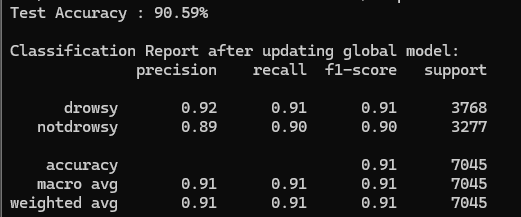 Test Accuracy : 90.59%
Classification Report after updating global model:
precision recall f1-score support
drowsy 0.92 0.91 0.91 3768
notdrowsy 0.89 0.90 0.90 3277
accuracy 0.91 7045
macro avg 0.91 0.91 0.91 7045
weighted avg 0.91 0.91 0.91 7045